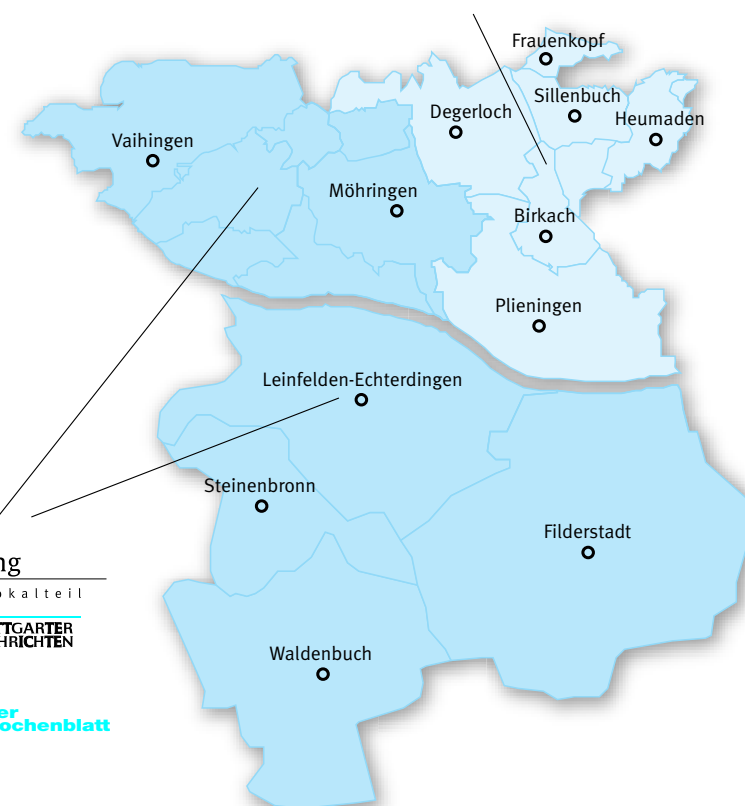 Frauenkopf
Sillenbuch
Degerloch
Heumaden
Vaihingen
Möhringen
Birkach
Plieningen
Leinfelden-Echterdingen
Steinenbronn
Filderstadt
ng
okalteil
TTGARTER
HRICHTEN
Waldenbuch
er
ochenblatt